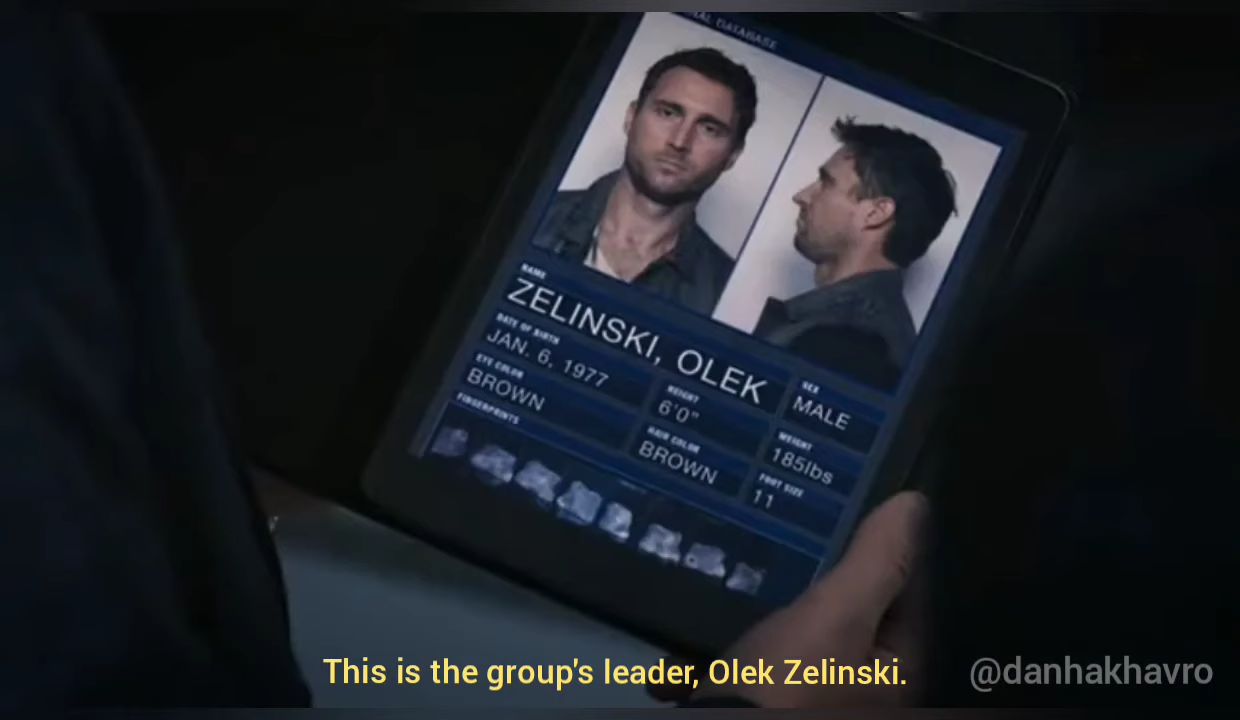 DATABASE
NAME
ZELINSKI, OLEK
SEX
MALE
DATE OF BIRTH
JAN. 6, 1977
HEIGHT
6'0"
WEIGHT
185lbs
EYE COLOR
BROWN
HAIR COLOR
BROWN
FOOT SIZE
11
FINGERPRINTS
This is the group's leader, Olek Zelinski.
@danhakhavro